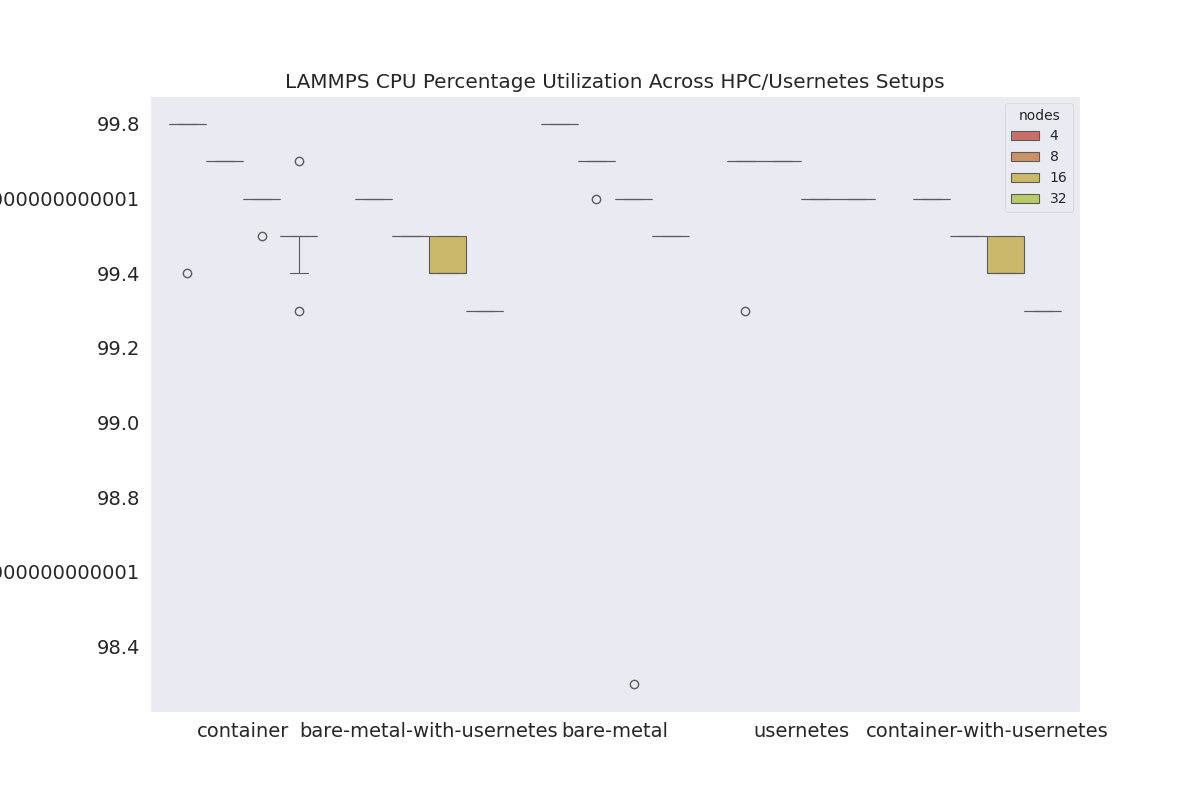 LAMMPS CPU Percentage Utilization Across HPC/Usernetes Setups
nodes
4
8
16
32
99.8
000000000001
99.4
99.2
99.0
98.8
000000000001
98.4
container
bare-metal-with-usernetes
bare-metal
usernetes
container-with-usernetes